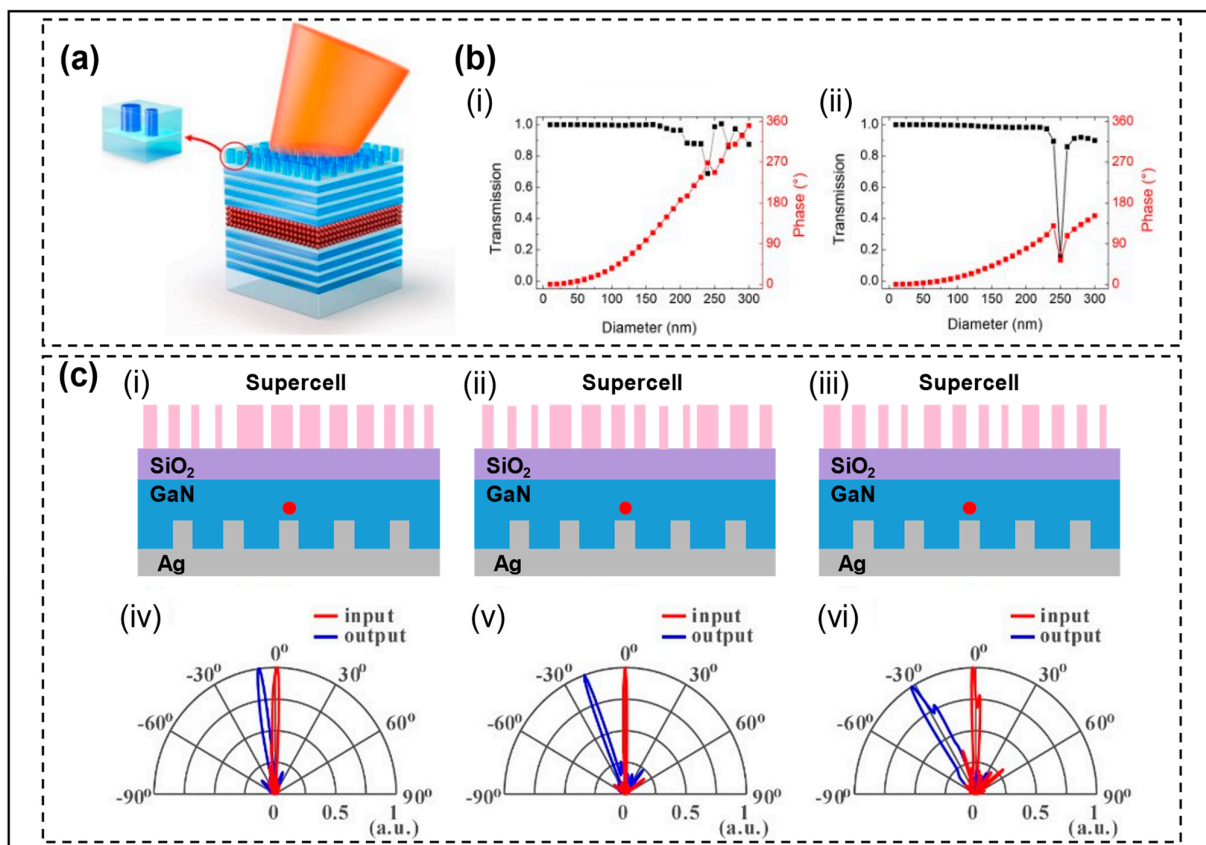 (a)
(b)
(i)
(ii)
1.0
0.8
0.6
0.4
0.2
0.0
Transmission
360
270
180
90
0
Phase (°)
0 50 100 150 200 250 300
Diameter (nm)
1.0
0.8
0.6
0.4
0.2
0.0
Transmission
360
270
180
90
0
Phase (°)
0 50 100 150 200 250 300
Diameter (nm)
(c)
(i) Supercell
SiO2
GaN
Ag
(ii) Supercell
SiO2
GaN
Ag
(iii) Supercell
SiO2
GaN
Ag
(iv)
input
output
0°
-30° 30°
-60° 60°
-90° 90°
0 0.5 1
(a.u.)
(v)
input
output
0°
-30° 30°
-60° 60°
-90° 90°
0 0.5 1
(a.u.)
(vi)
input
output
0°
-30° 30°
-60° 60°
-90° 90°
0 0.5 1
(a.u.)